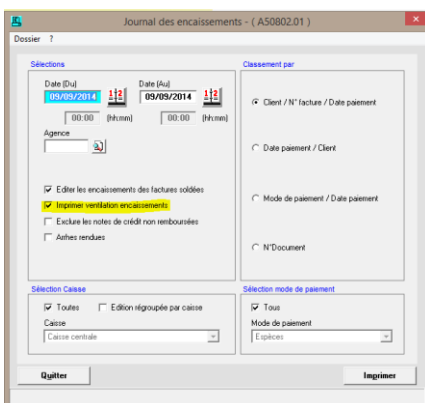 Journal des encaissements - ( A50802.01 )
Dossier ?
Sélections
Date (Du)
Date (Au)
09/09/2014
09/09/2014
00:00 (hh:mm)
00:00 (hh:mm)
Agence
Editer les encaissements des factures soldées
Imprimer ventilation encaissements
Exclure les notes de crédit non remboursées
Arrhes rendues
Classement par
Client / N° facture / Date paiement
Date paiement / Client
Mode de paiement / Date paiement
N°Document
Sélection Caisse
Toutes
Edition régroupée par caisse
Caisse
Caisse centrale
Sélection mode de paiement
Tous
Mode de paiement
Espèces
Quitter
Imprimer